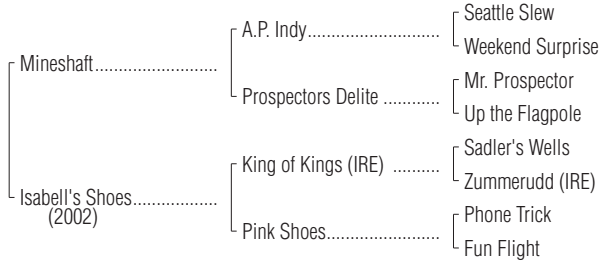 Seattle Slew
A.P. Indy..............................
Weekend Surprise
Mineshaft...........................
Mr. Prospector
Prospectors Delite .............
Up the Flagpole
Sadler's Wells
King of Kings (IRE) ...........
Zummerudd (IRE)
Isabell's Shoes...................
(2002)
Phone Trick
Pink Shoes.........................
Fun Flight